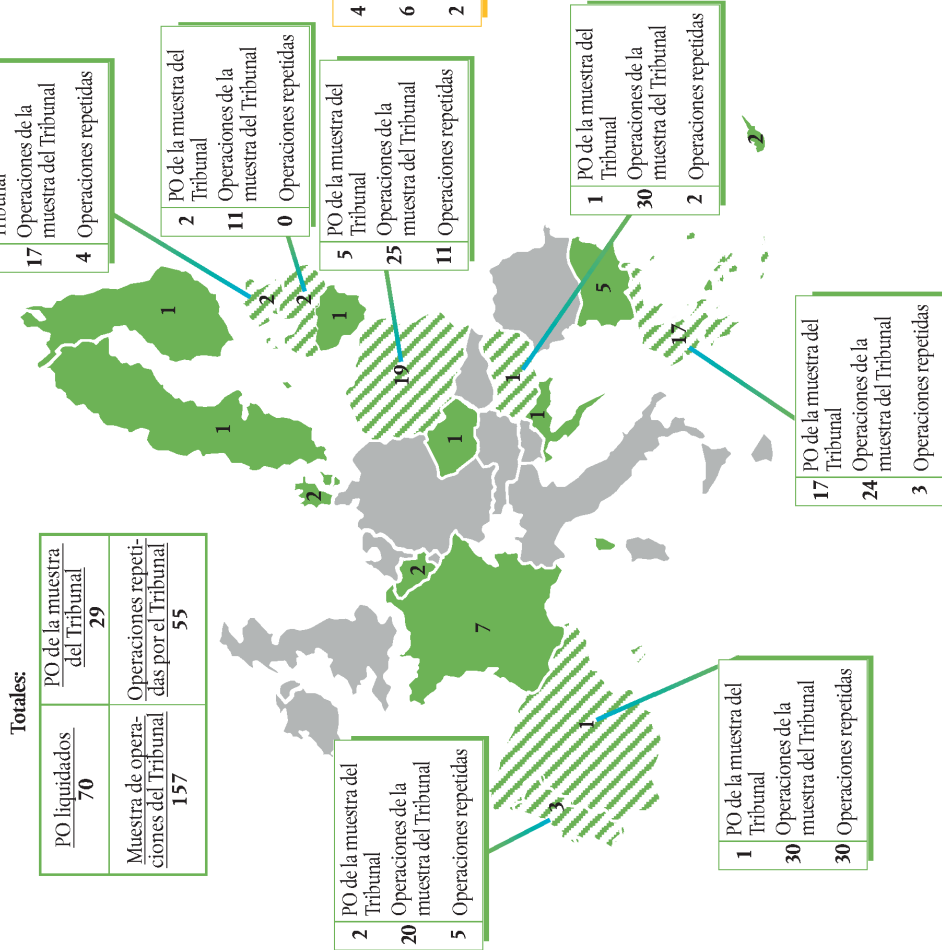 Totales:
PO liquidados
70
PO de la muestra
del Tribunal
29
Muestra de opera-
ciones del Tribunal
157
Operaciones repeti-
das por el Tribunal
55
17 Operaciones de la
muestra del Tribunal
4 Operaciones repetidas
2 PO de la muestra del
Tribunal
11 Operaciones de la
muestra del Tribunal
0 Operaciones repetidas
5 PO de la muestra del
Tribunal
25 Operaciones de la
muestra del Tribunal
11 Operaciones repetidas
4
6
2
2 PO de la muestra del
Tribunal
20 Operaciones de la
muestra del Tribunal
5 Operaciones repetidas
1 PO de la muestra del
Tribunal
30 Operaciones de la
muestra del Tribunal
2 Operaciones repetidas
1 PO de la muestra del
Tribunal
30 Operaciones de la
muestra del Tribunal
30 Operaciones repetidas
17 PO de la muestra del
Tribunal
24 Operaciones de la
muestra del Tribunal
3 Operaciones repetidas
1
1
2
2
1
2
19
1
2
7
1
1
5
3
1
17
2